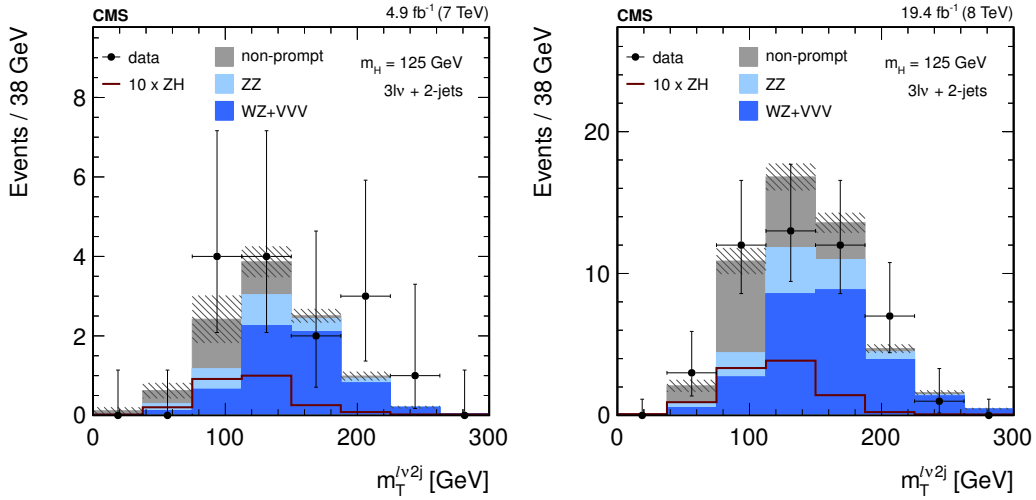 CMS
4.9 fb⁻¹ (7 TeV)
data
10 x ZH
non-prompt
ZZ
WZ+VVV
m_H = 125 GeV
3lν + 2-jets
Events / 38 GeV
8
6
4
2
0
0 100 200 300
m_T^{lν2j} [GeV]
CMS
19.4 fb⁻¹ (8 TeV)
data
10 x ZH
non-prompt
ZZ
WZ+VVV
m_H = 125 GeV
3lν + 2-jets
Events / 38 GeV
20
10
0
0 100 200 300
m_T^{lν2j} [GeV]